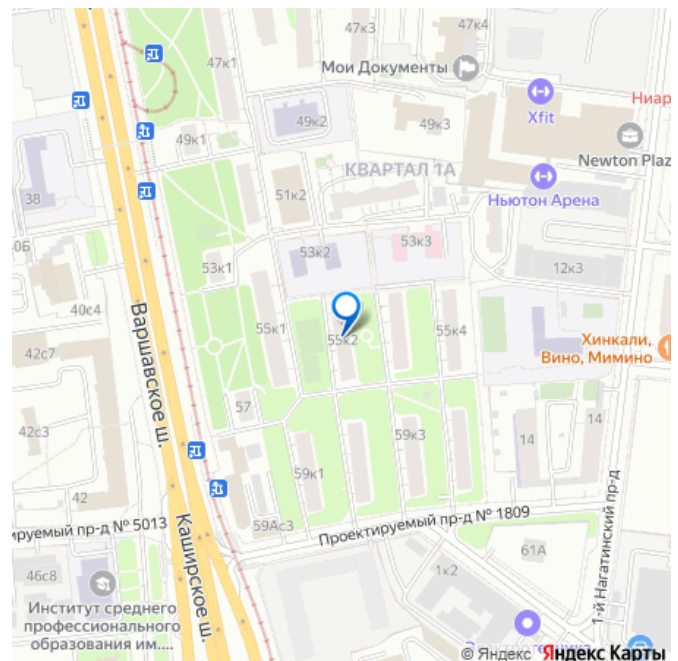 47к3
47к4
47к1
Мои Документы
Xfit
49к2
49к3
49к1
Newton Plaz
КВАРТАЛ 1А
Ньютон Арена
38
51к2
53к2
53к3
53к1
12к3
40с4
55к1
55к2
55к4
Хинкали,
Вино, Мимино
42с7
Варшавское ш.
57
42с3
59к3
14
14
59к1
42
59Ас3
ируемый пр-д № 5013
Проектируемый пр-д № 1809
Каширское ш.
61А
1-й Нагатинский пр-д
46с8
1к2
Институт среднего
профессионального
образования им....
© Яндекс Яндекс Карты